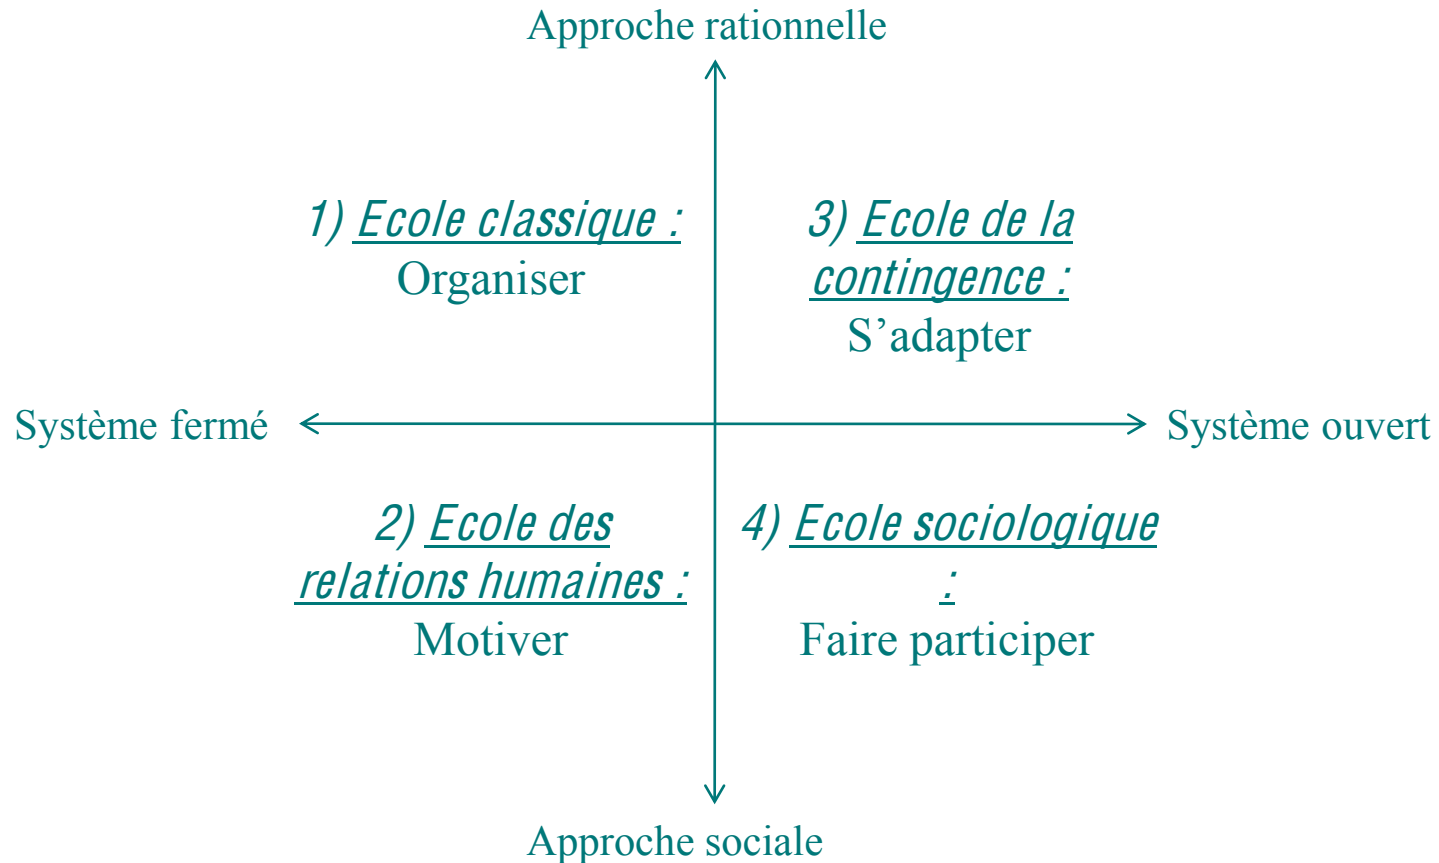 Approche rationnelle
1) Ecole classique :
Organiser
3) Ecole de la
contingence :
S’adapter
Système fermé
Système ouvert
2) Ecole des
relations humaines :
Motiver
4) Ecole sociologique
:
Faire participer
Approche sociale